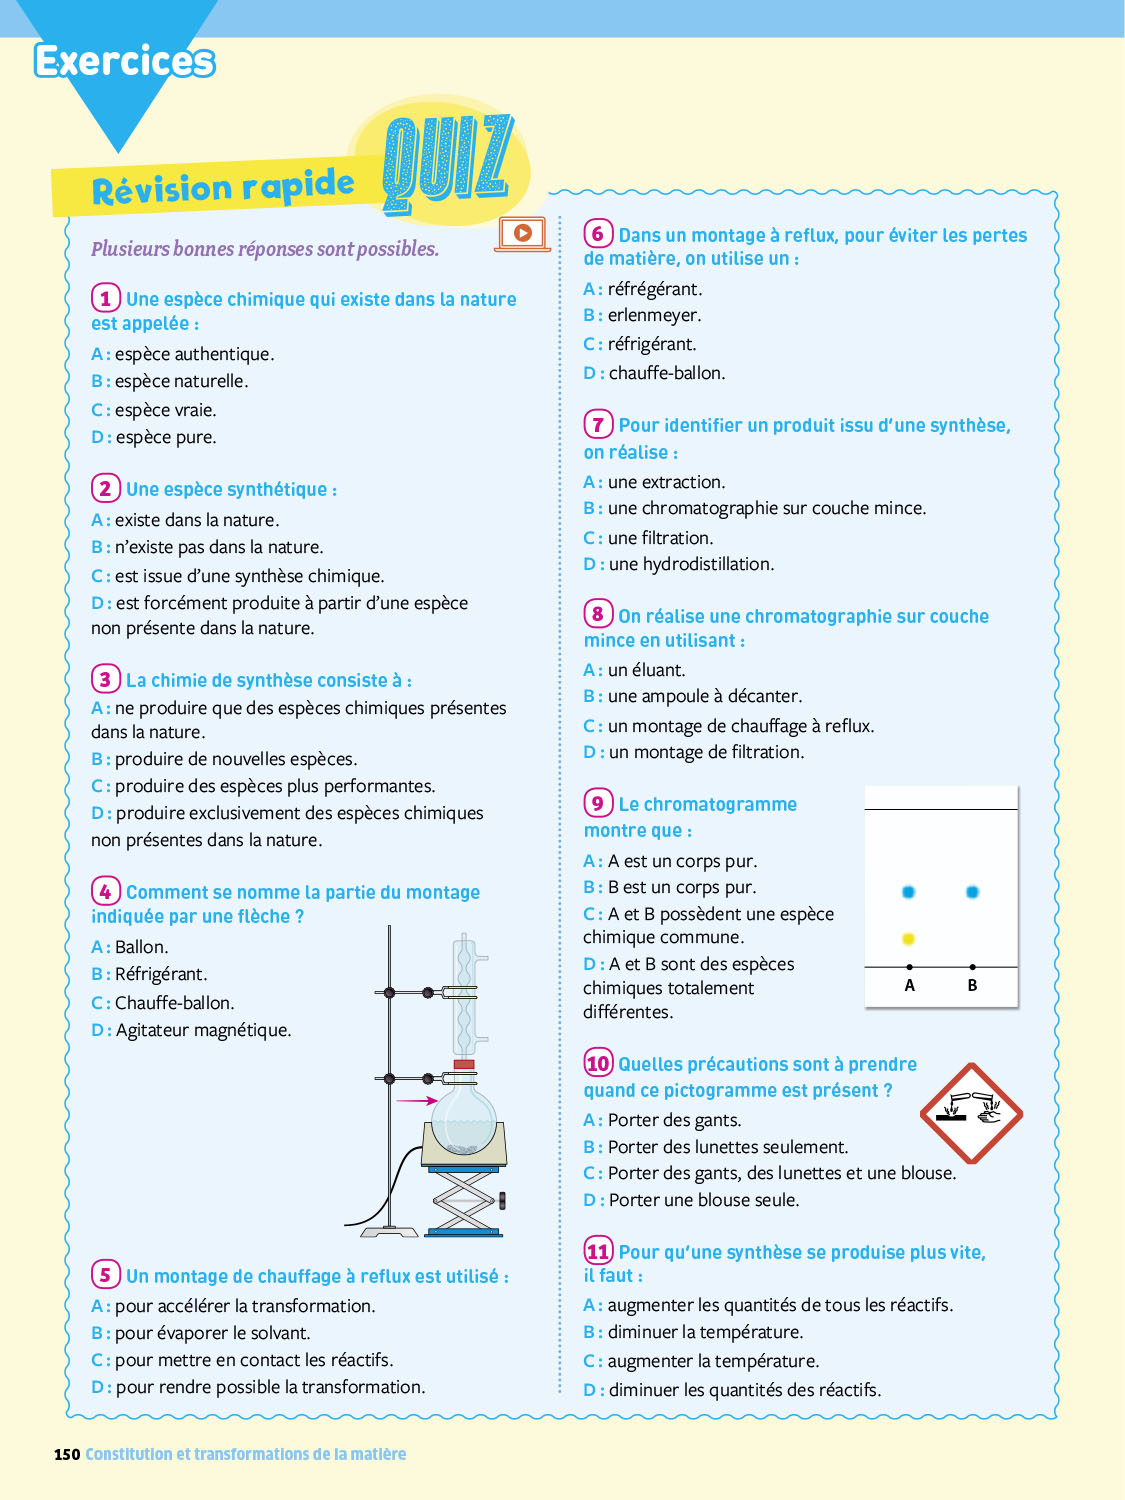 Exercices
Révision rapide QUIZ
Plusieurs bonnes réponses sont possibles.
1 Une espèce chimique qui existe dans la nature
est appelée :
A : espèce authentique.
B : espèce naturelle.
C : espèce vraie.
D : espèce pure.
2 Une espèce synthétique :
A : existe dans la nature.
B : n’existe pas dans la nature.
C : est issue d’une synthèse chimique.
D : est forcément produite à partir d’une espèce
non présente dans la nature.
3 La chimie de synthèse consiste à :
A : ne produire que des espèces chimiques présentes
dans la nature.
B : produire de nouvelles espèces.
C : produire des espèces plus performantes.
D : produire exclusivement des espèces chimiques
non présentes dans la nature.
4 Comment se nomme la partie du montage
indiquée par une flèche ?
A : Ballon.
B : Réfrigérant.
C : Chauffe-ballon.
D : Agitateur magnétique.
5 Un montage de chauffage à reflux est utilisé :
A : pour accélérer la transformation.
B : pour évaporer le solvant.
C : pour mettre en contact les réactifs.
D : pour rendre possible la transformation.
6 Dans un montage à reflux, pour éviter les pertes
de matière, on utilise un :
A : réfrégérant.
B : erlenmeyer.
C : réfrigérant.
D : chauffe-ballon.
7 Pour identifier un produit issu d’une synthèse,
on réalise :
A : une extraction.
B : une chromatographie sur couche mince.
C : une filtration.
D : une hydrodistillation.
8 On réalise une chromatographie sur couche
mince en utilisant :
A : un éluant.
B : une ampoule à décanter.
C : un montage de chauffage à reflux.
D : un montage de filtration.
9 Le chromatogramme
montre que :
A : A est un corps pur.
B : B est un corps pur.
C : A et B possèdent une espèce
chimique commune.
D : A et B sont des espèces
chimiques totalement
différentes.
A B
10 Quelles précautions sont à prendre
quand ce pictogramme est présent ?
A : Porter des gants.
B : Porter des lunettes seulement.
C : Porter des gants, des lunettes et une blouse.
D : Porter une blouse seule.
11 Pour qu’une synthèse se produise plus vite,
il faut :
A : augmenter les quantités de tous les réactifs.
B : diminuer la température.
C : augmenter la température.
D : diminuer les quantités des réactifs.
150 Constitution et transformations de la matière